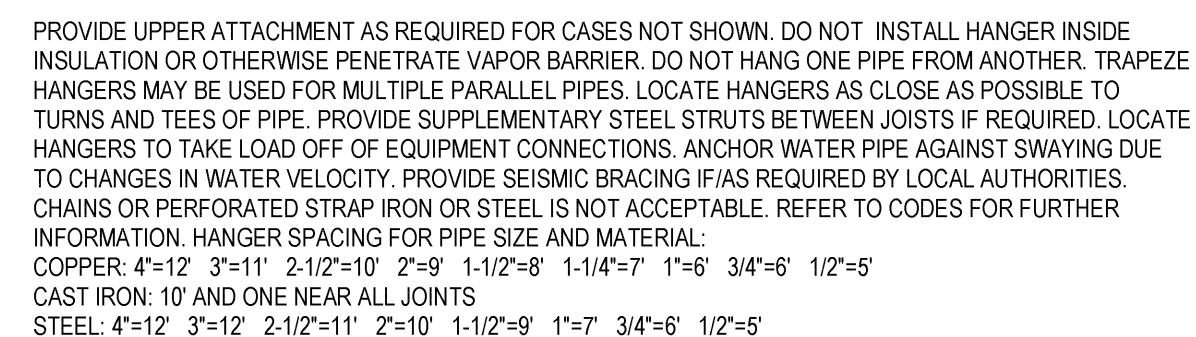 PROVIDE UPPER ATTACHMENT AS REQUIRED FOR CASES NOT SHOWN. DO NOT  INSTALL HANGER INSIDE
INSULATION OR OTHERWISE PENETRATE VAPOR BARRIER. DO NOT HANG ONE PIPE FROM ANOTHER. TRAPEZE
HANGERS MAY BE USED FOR MULTIPLE PARALLEL PIPES. LOCATE HANGERS AS CLOSE AS POSSIBLE TO
TURNS AND TEES OF PIPE. PROVIDE SUPPLEMENTARY STEEL STRUTS BETWEEN JOISTS IF REQUIRED. LOCATE
HANGERS TO TAKE LOAD OFF OF EQUIPMENT CONNECTIONS. ANCHOR WATER PIPE AGAINST SWAYING DUE
TO CHANGES IN WATER VELOCITY. PROVIDE SEISMIC BRACING IF/AS REQUIRED BY LOCAL AUTHORITIES.
CHAINS OR PERFORATED STRAP IRON OR STEEL IS NOT ACCEPTABLE. REFER TO CODES FOR FURTHER
INFORMATION. HANGER SPACING FOR PIPE SIZE AND MATERIAL:
COPPER: 4"=12'  3"=11'  2-1/2"=10'  2"=9'  1-1/2"=8'  1-1/4"=7'  1"=6'  3/4"=6'  1/2"=5'
CAST IRON: 10' AND ONE NEAR ALL JOINTS
STEEL: 4"=12'  3"=12'  2-1/2"=11'  2"=10'  1-1/2"=9'  1"=7'  3/4"=6'  1/2"=5'